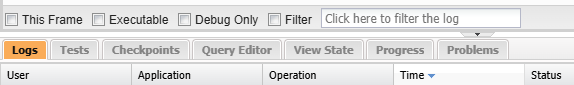 This Frame Executable Debug Only Filter Click here to filter the log
Logs Tests Checkpoints Query Editor View State Progress Problems
User Application Operation Time Status